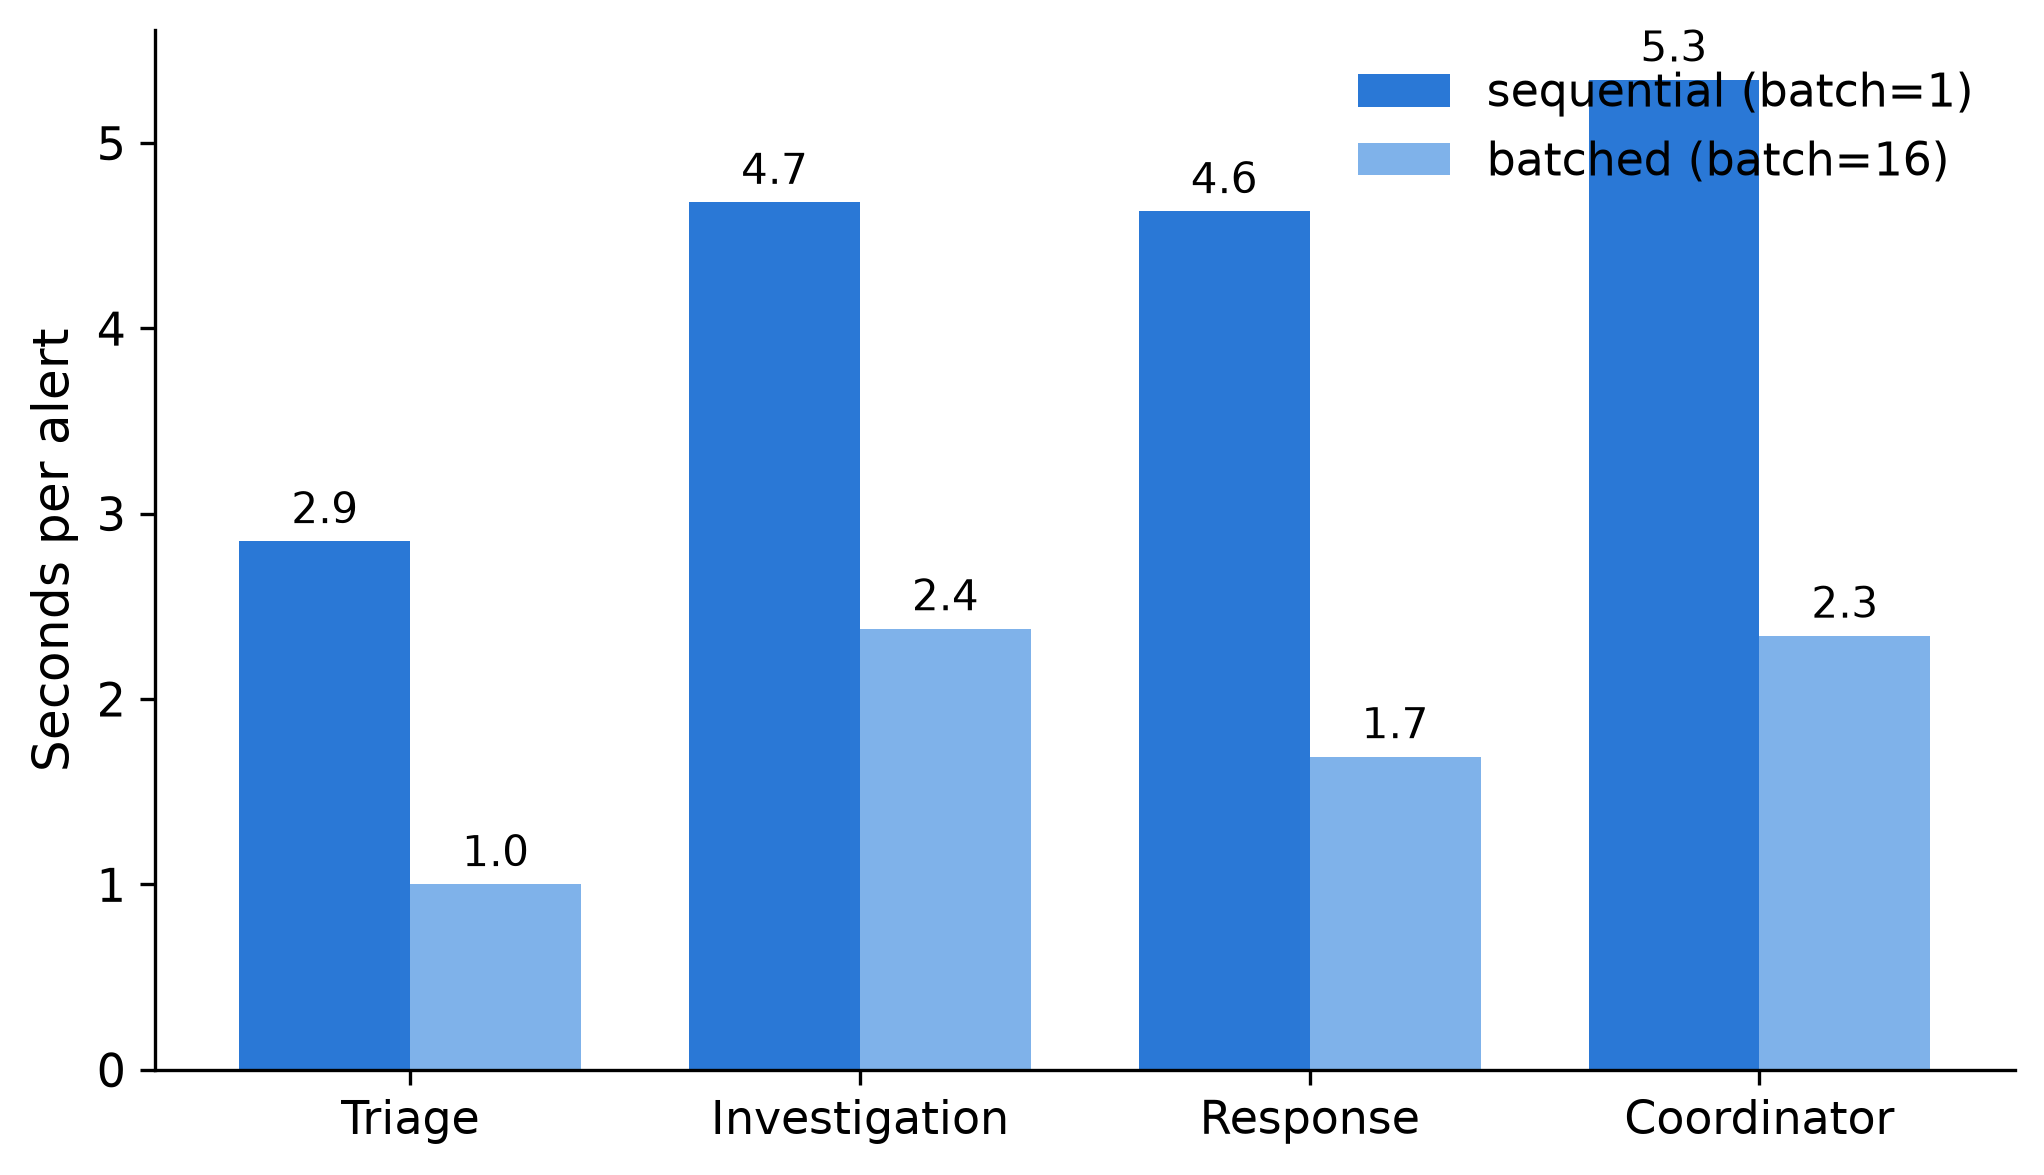 5.3
sequential (batch=1)
batched (batch=16)
5
4.7
4.6
4
3
2.9
2.4
2.3
2
1.7
1
1.0
0
Seconds per alert
Triage
Investigation
Response
Coordinator